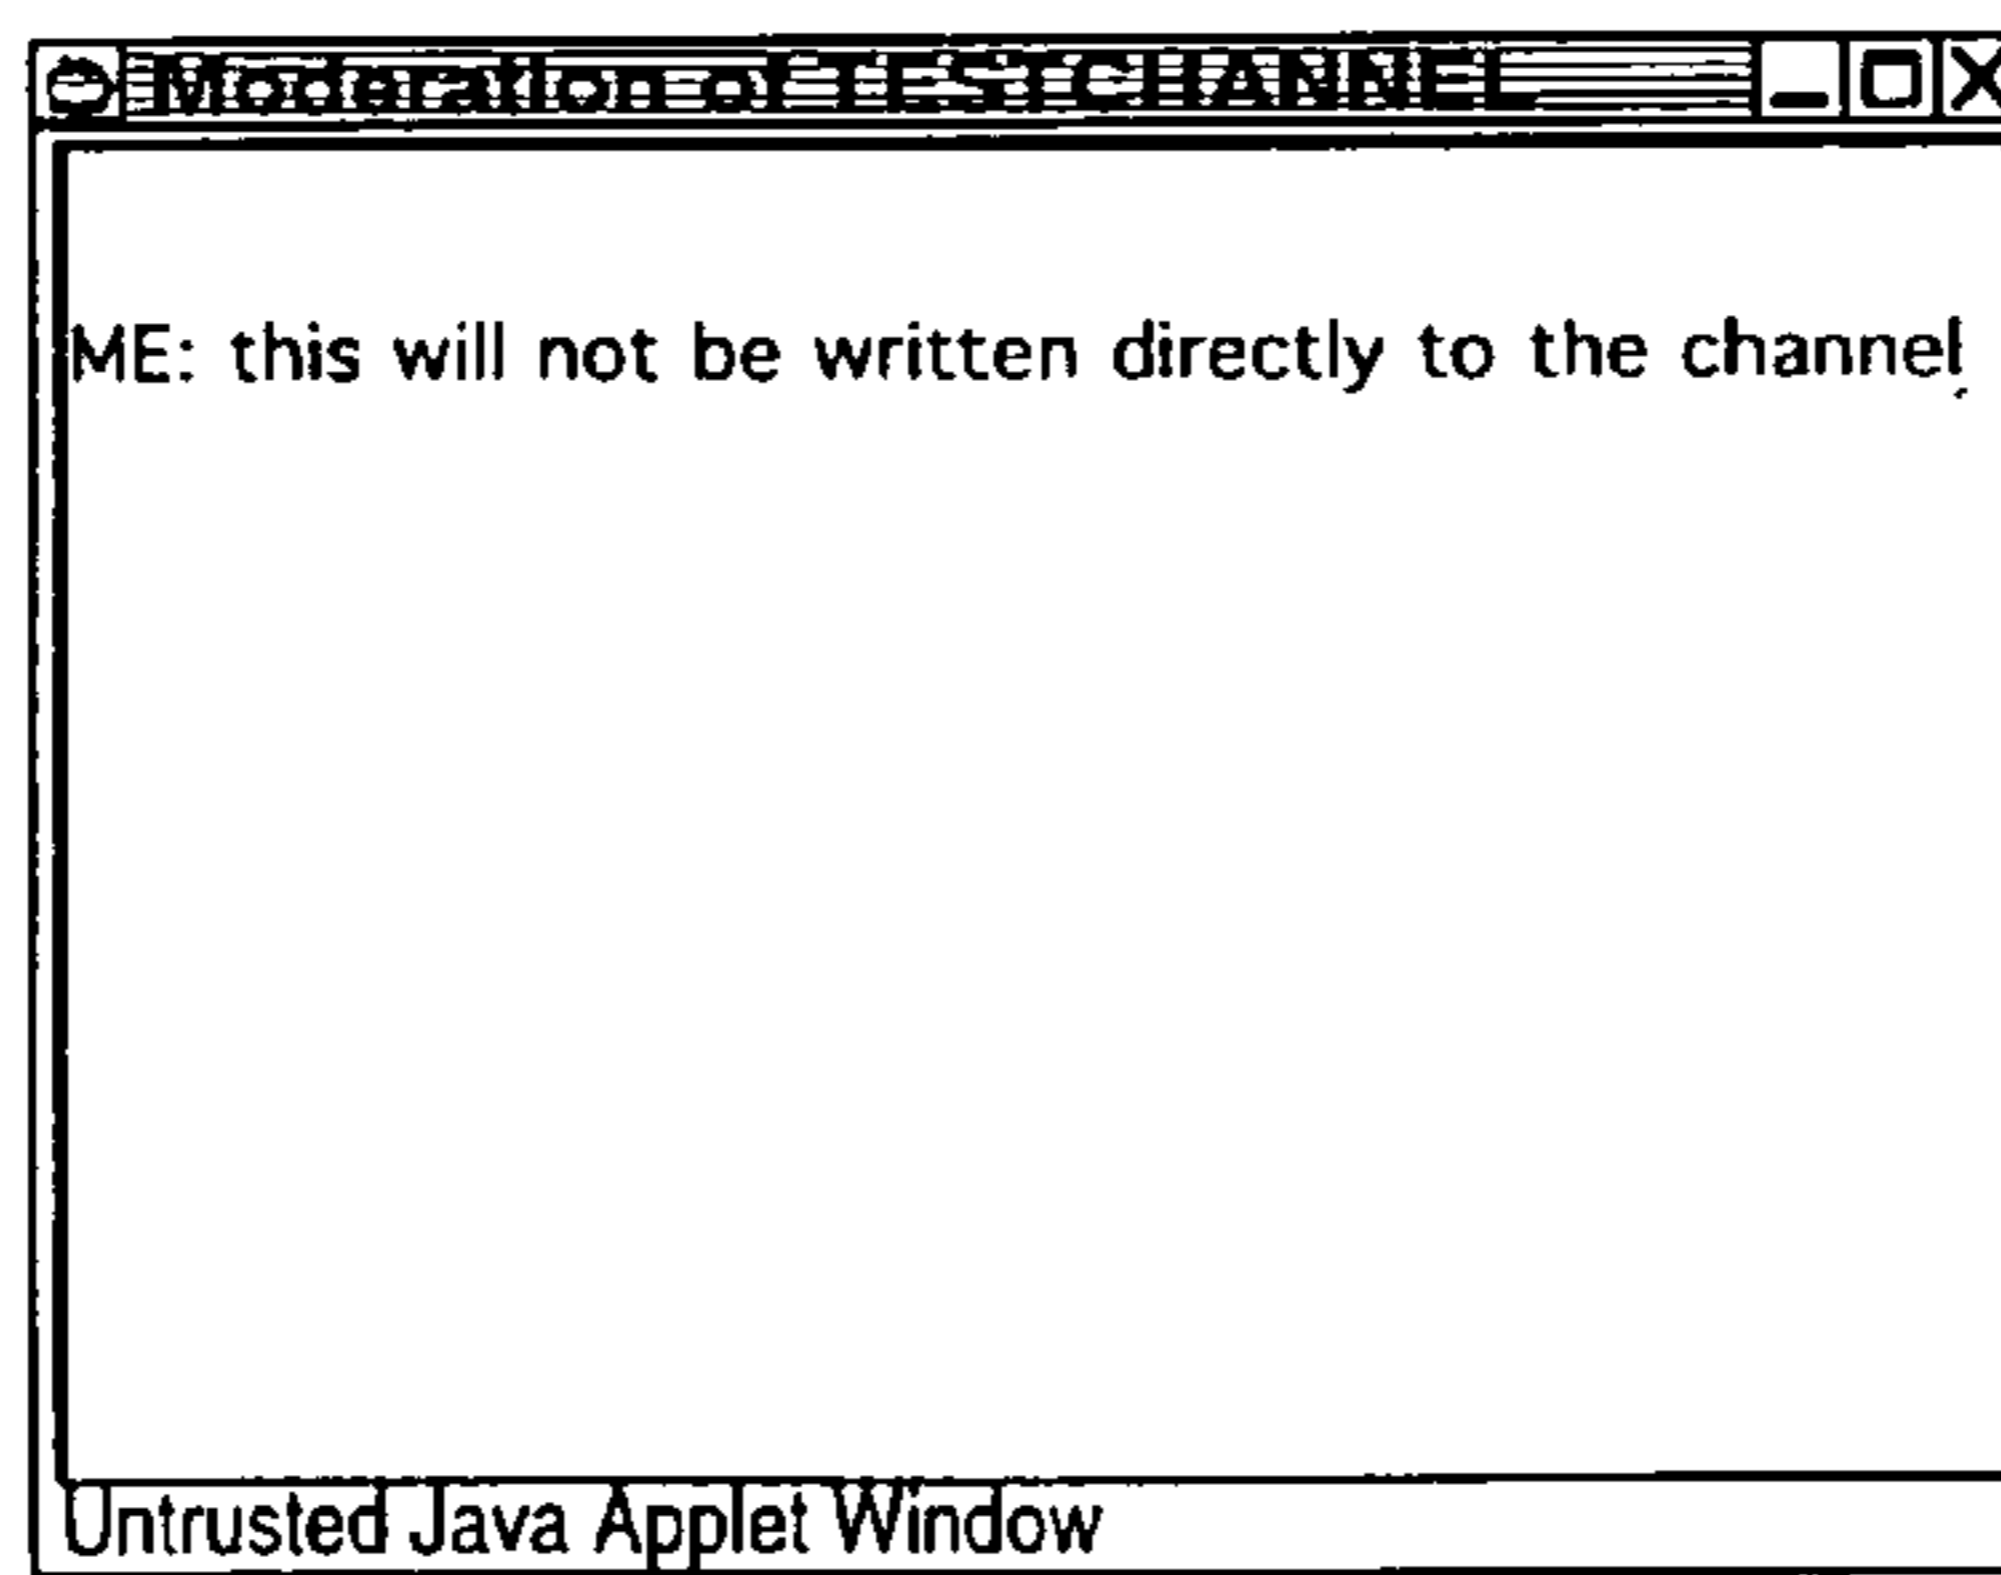 Moderation of TESTCHANNEL
ME: this will not be written directly to the channel
Untrusted Java Applet Window